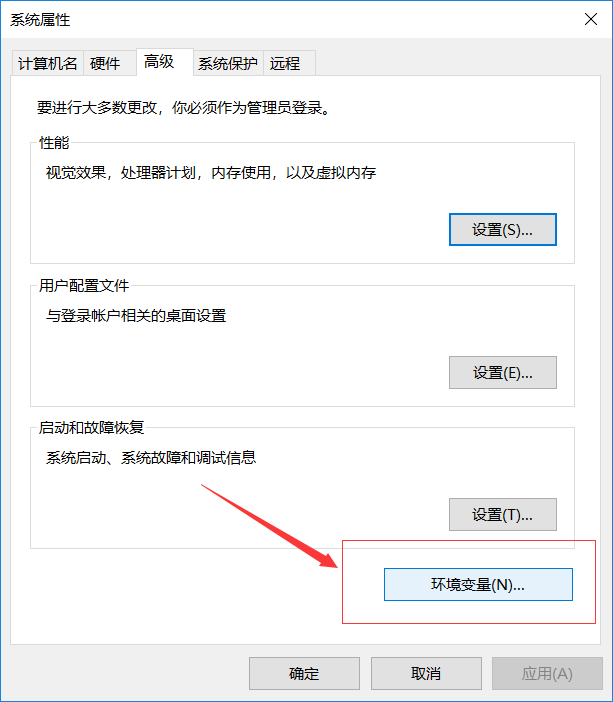 系统属性
计算机名 硬件 高级 系统保护 远程
要进行大多数更改，你必须作为管理员登录。
性能
视觉效果，处理器计划，内存使用，以及虚拟内存
设置(S)...
用户配置文件
与登录帐户相关的桌面设置
设置(E)...
启动和故障恢复
系统启动、系统故障和调试信息
设置(T)...
环境变量(N)...
确定 取消 应用(A)